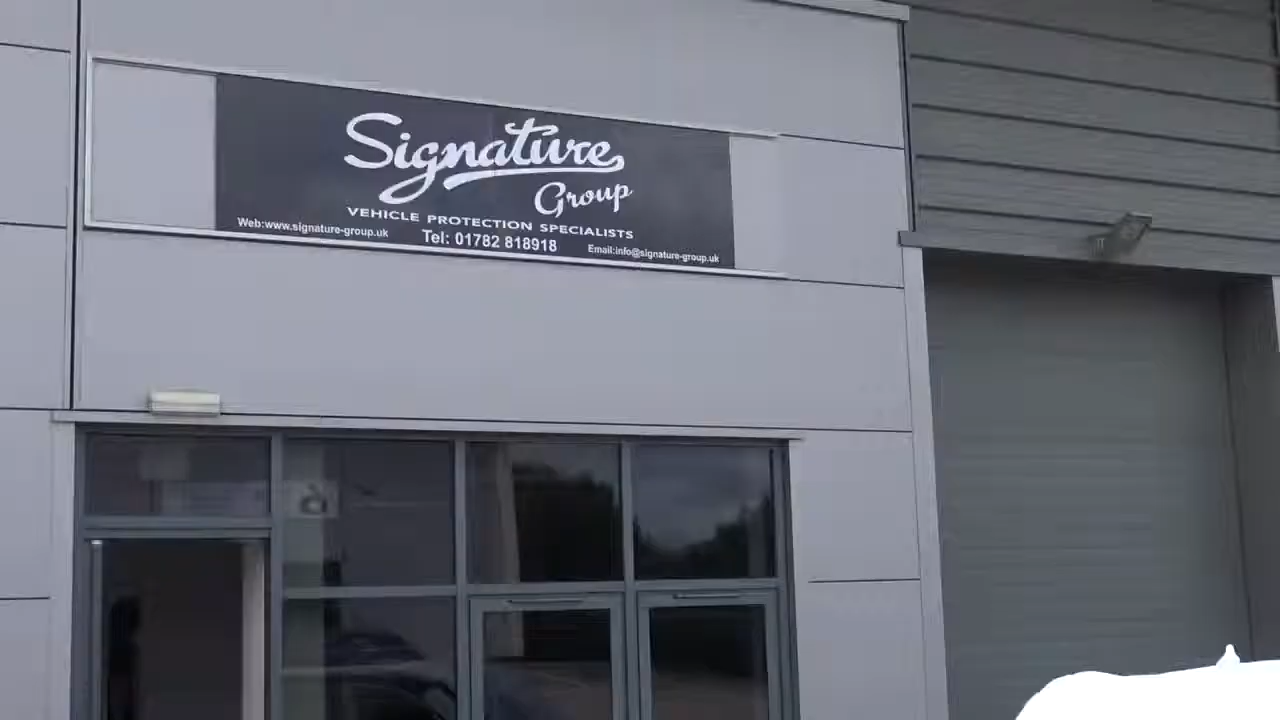 Signature
Group
VEHICLE PROTECTION SPECIALISTS
Web:www.signature-group.uk Tel: 01782 818918 Email:info@signature-group.uk